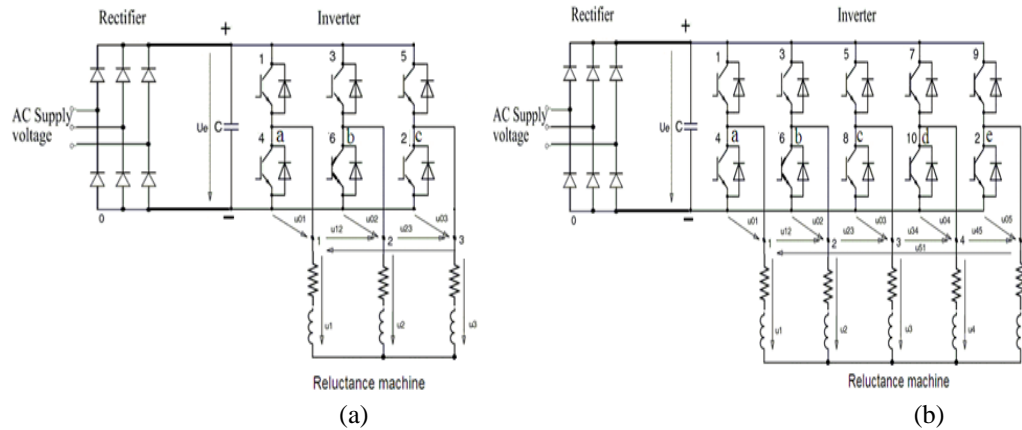 Rectifier
Inverter
+
1
3
5
AC Supply
voltage
Ue
C
4
a
6
b
2
c
0
−
u01
u02
u03
1
u12
2
u23
3
u1
u2
u3
Reluctance machine
(a)
Rectifier
Inverter
+
1
3
5
7
9
AC Supply
voltage
Ue
C
4
a
6
b
8
c
10
d
2
e
0
−
u01
u02
u03
u04
u05
1
u12
2
u23
3
u34
4
u45
u51
u1
u2
u3
u4
Reluctance machine
(b)